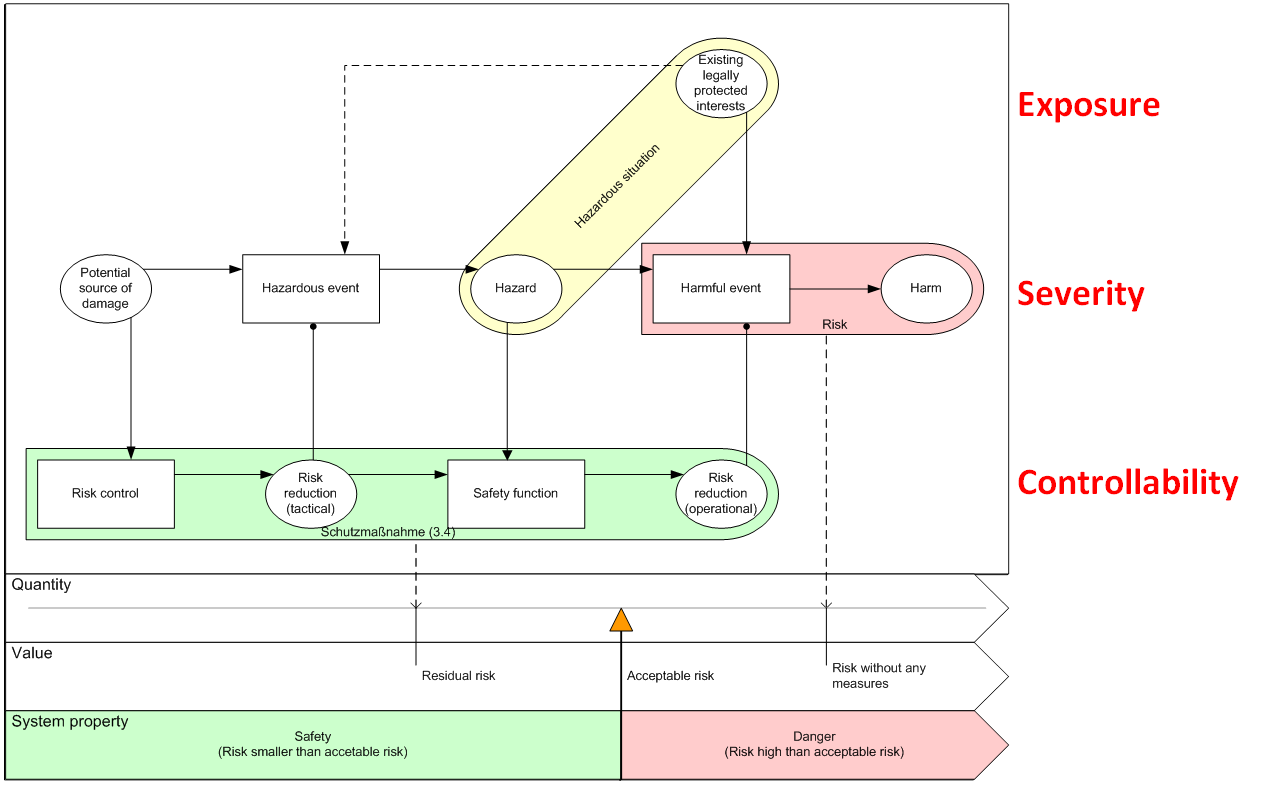 Existing
legally
protected
interests
Exposure
Hazardous situation
Potential
source of
damage
Hazardous event
Hazard
Harmful event
Harm
Risk
Severity
Risk control
Risk
reduction
(tactical)
Safety function
Risk
reduction
(operational)
Schutzmaßnahme (3.4)
Controllability
Quantity
Value
Residual risk
Acceptable risk
Risk without any
measures
System property
Safety
(Risk smaller than accetable risk)
Danger
(Risk high than acceptable risk)